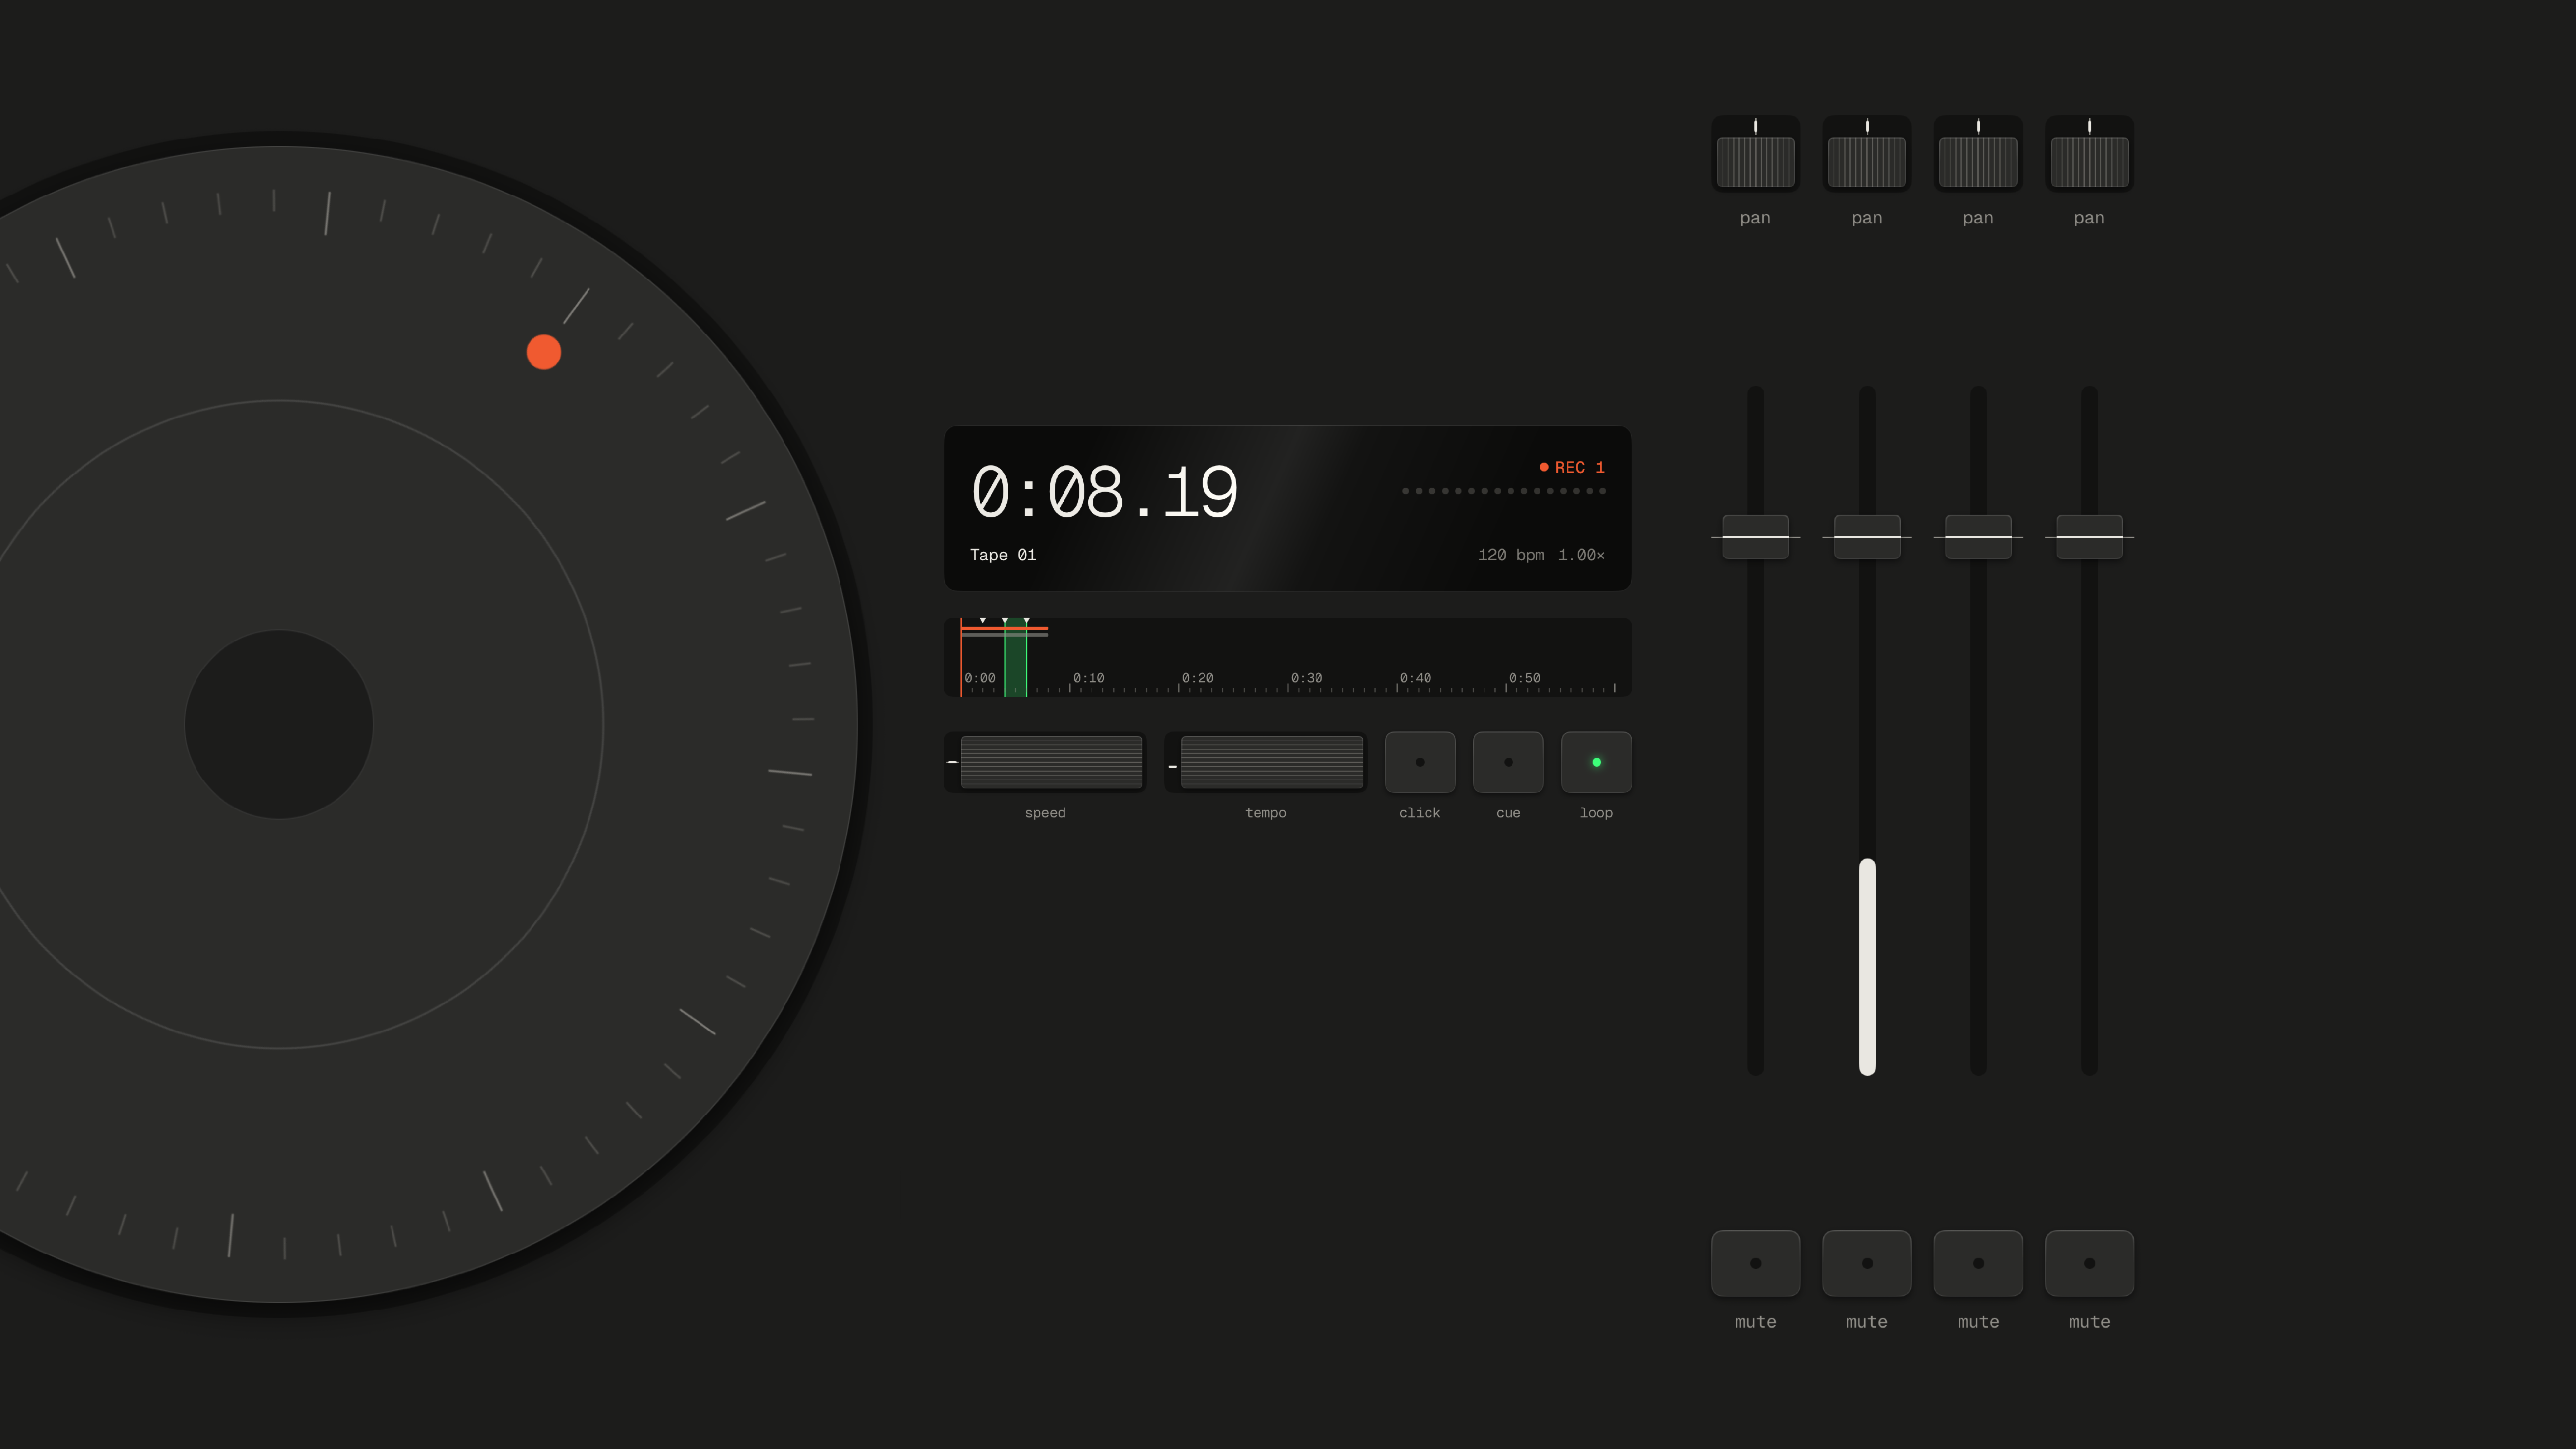 pan pan pan pan
0:08.19
REC 1
Tape 01
120 bpm 1.00×
0:00 0:10 0:20 0:30 0:40 0:50
speed tempo click cue loop
mute mute mute mute